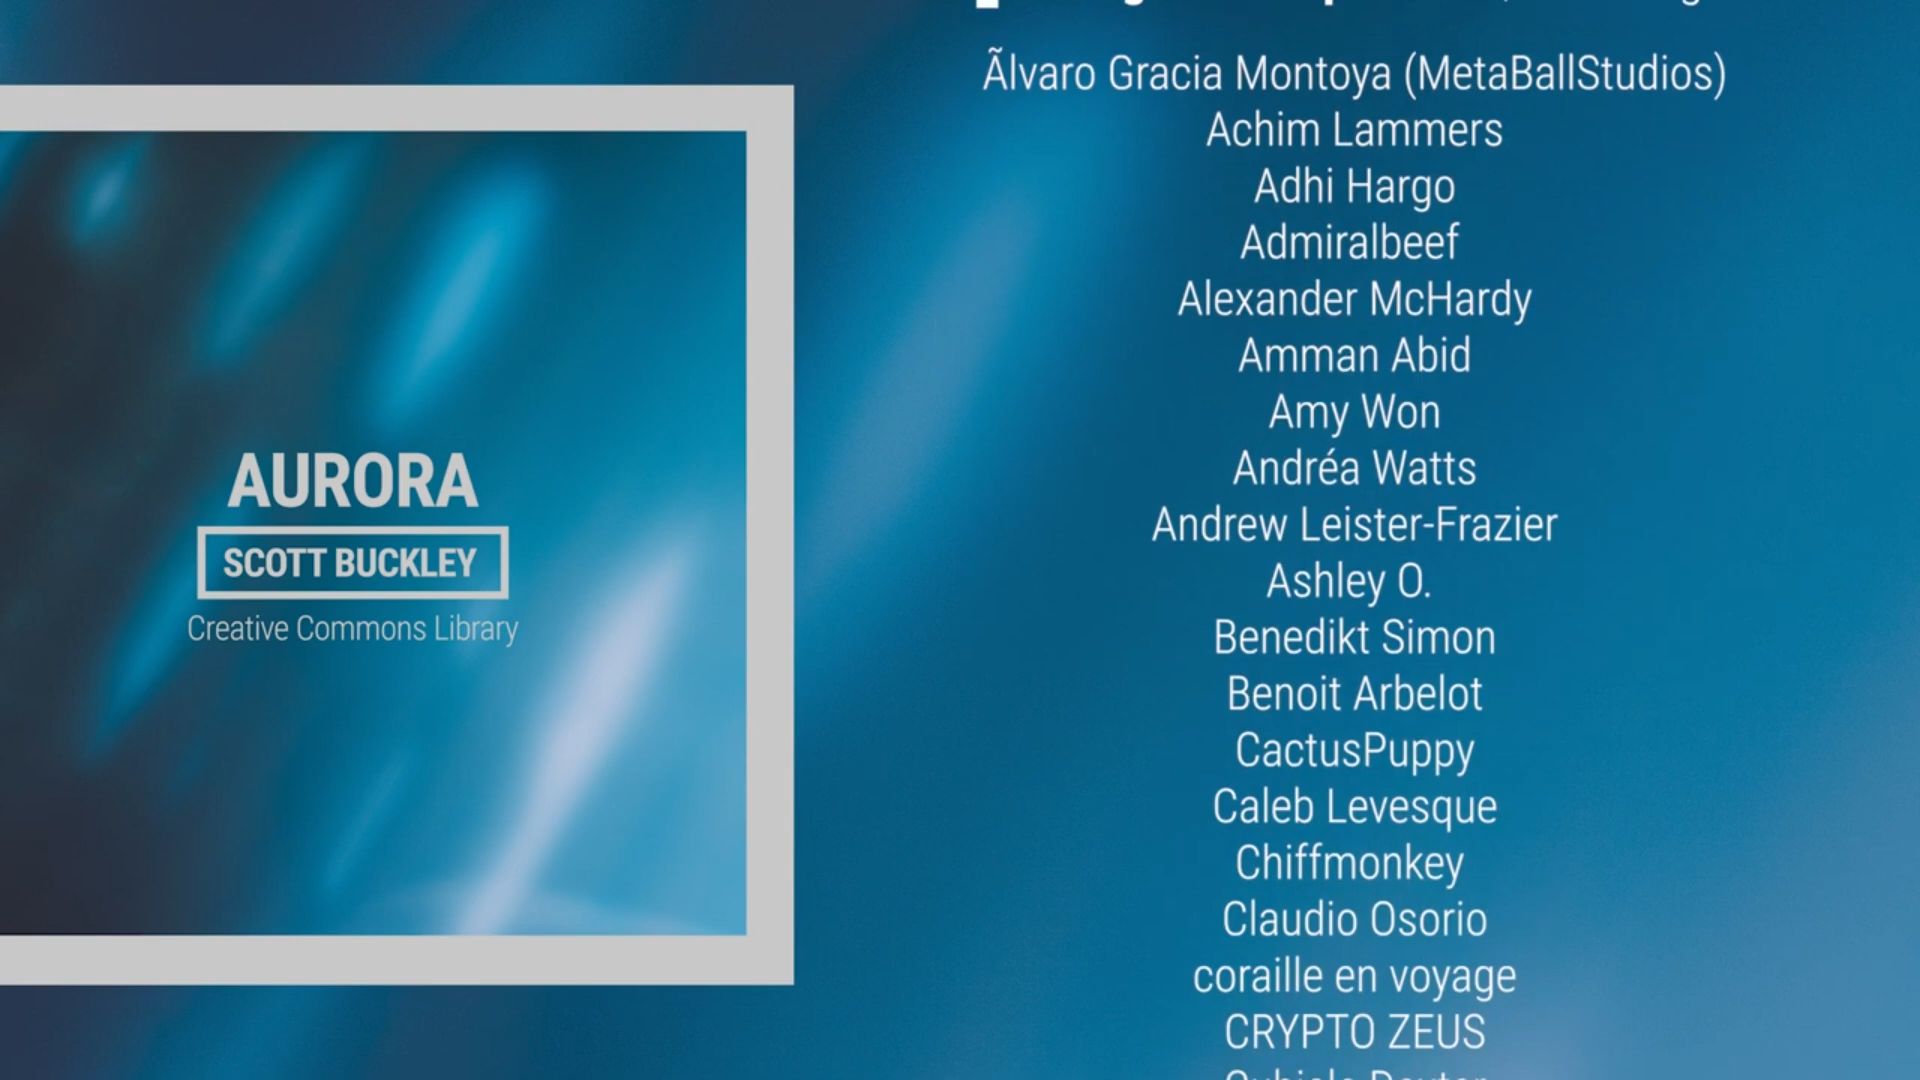 AURORA
SCOTT BUCKLEY
Creative Commons Library
Ãlvaro Gracia Montoya (MetaBallStudios)
Achim Lammers
Adhi Hargo
Admiralbeef
Alexander McHardy
Amman Abid
Amy Won
Andréa Watts
Andrew Leister-Frazier
Ashley O.
Benedikt Simon
Benoit Arbelot
CactusPuppy
Caleb Levesque
Chiffmonkey
Claudio Osorio
coraille en voyage
CRYPTO ZEUS